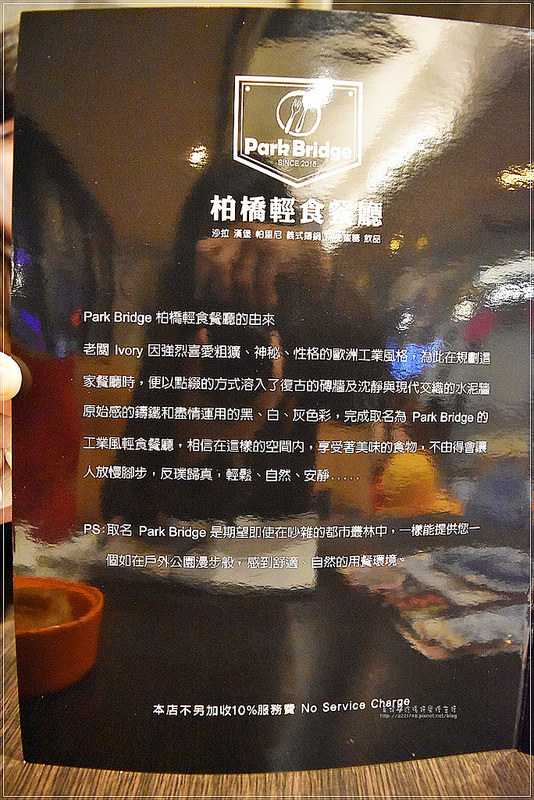 Park Bridge
SINCE 2015
柏橋輕食餐廳
沙拉 漢堡 帕里尼 義式鑄鍋 蜜糖 飲品
Park Bridge 柏橋輕食餐廳的由來
老闆 Ivory 因強烈喜愛粗獷、神秘、性格的歐洲工業風格，為此在規劃這
家餐廳時，便以點綴的方式溶入了復古的磚牆及沈靜與現代交織的水泥牆
原始感的鑄鐵和盡情運用的黑、白、灰色彩，完成取名為 Park Bridge 的
工業風輕食餐廳，相信在這樣的空間內，享受著美味的食物，不由得會讓
人放慢腳步，反璞歸真，輕鬆、自然、安靜.....
PS:取名 Park Bridge 是期望即使在吵雜的都市叢林中，一樣能提供您一
個如在戶外公園漫步般，感到舒適、自然的用餐環境。
本店不另加收10%服務費 No Service Charge
http://a221748.pixnet.net/blog